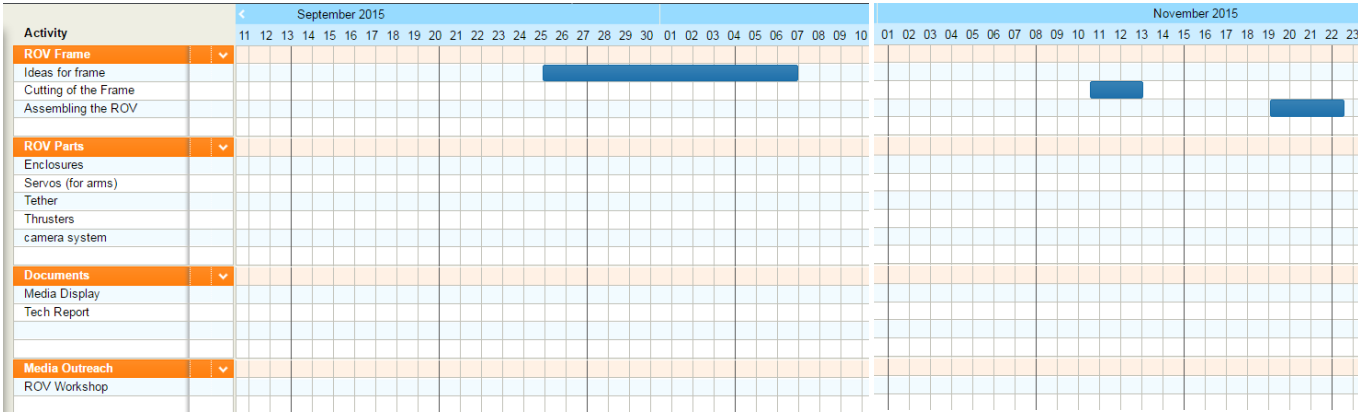 September 2015
November 2015
Activity
11 12 13 14 15 16 17 18 19 20 21 22 23 24 25 26 27 28 29 30 01 02 03 04 05 06 07 08 09 10
01 02 03 04 05 06 07 08 09 10 11 12 13 14 15 16 17 18 19 20 21 22 23
ROV Frame
Ideas for frame
Cutting of the Frame
Assembling the ROV
ROV Parts
Enclosures
Servos (for arms)
Tether
Thrusters
camera system
Documents
Media Display
Tech Report
Media Outreach
ROV Workshop